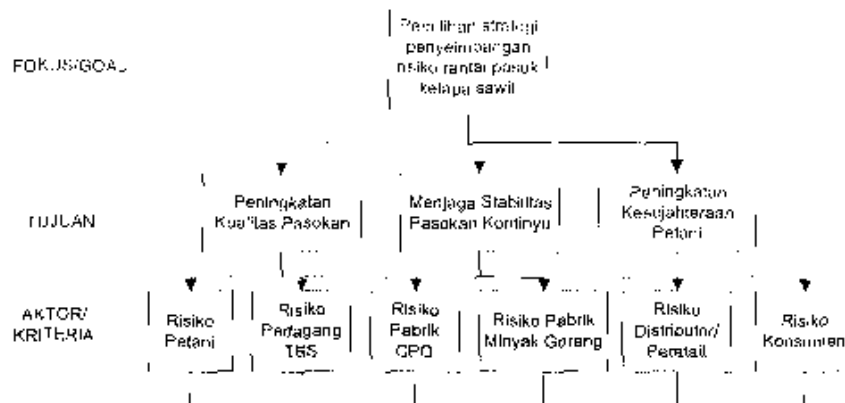 Pemilihan strategi
penyeimbangan
risiko rantai pasok
kelapa sawit
FOKUS/GOAL
TUJUAN
Peningkatan
Kualitas Pasokan
Menjaga Stabilitas
Pasokan Kontinyu
Peningkatan
Kesejahteraan
Petani
AKTOR/
KRITERIA
Risiko
Petani
Risiko
Pedagang
TBS
Risiko
Pabrik
CPO
Risiko Pabrik
Minyak Goreng
Risiko
Distributor/
Peretail
Risiko
Konsumen